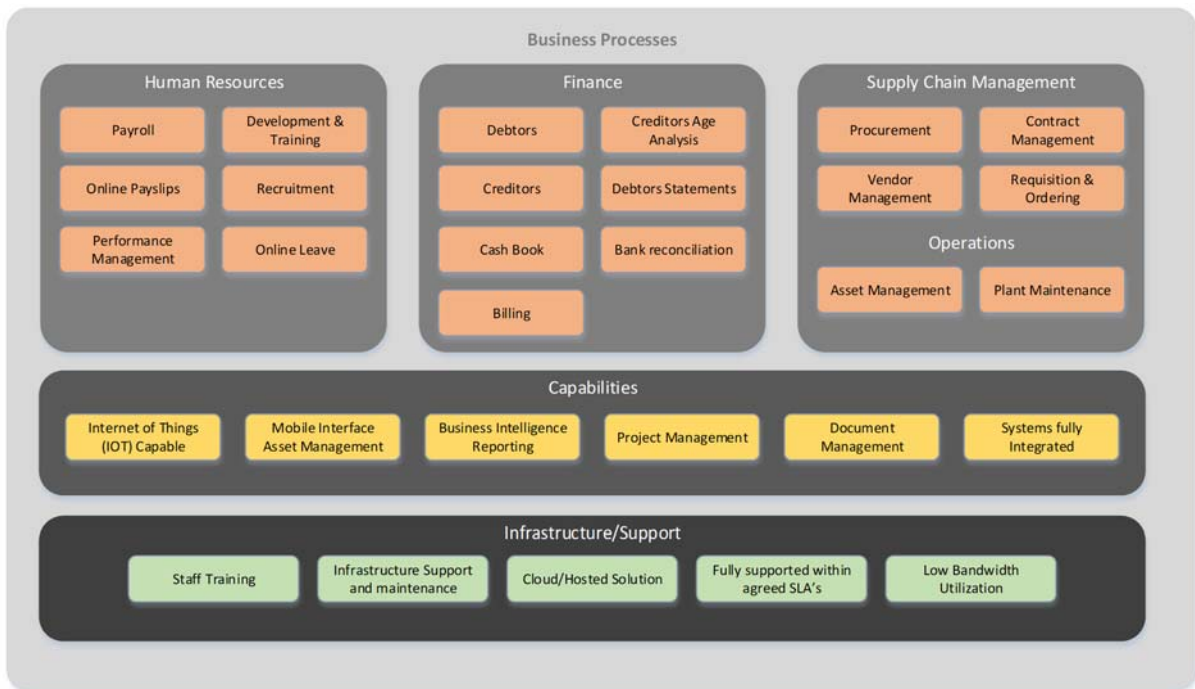 Business Processes
Human Resources
Payroll
Development &
Training
Online Payslips
Recruitment
Performance
Management
Online Leave
Finance
Debtors
Creditors Age
Analysis
Creditors
Debtors Statements
Cash Book
Bank reconciliation
Billing
Supply Chain Management
Procurement
Contract
Management
Vendor
Management
Requisition &
Ordering
Operations
Asset Management
Plant Maintenance
Capabilities
Internet of Things
(IOT) Capable
Mobile Interface
Asset Management
Business Intelligence
Reporting
Project Management
Document
Management
Systems fully
Integrated
Infrastructure/Support
Staff Training
Infrastructure Support
and maintenance
Cloud/Hosted Solution
Fully supported within
agreed SLA’s
Low Bandwidth
Utilization